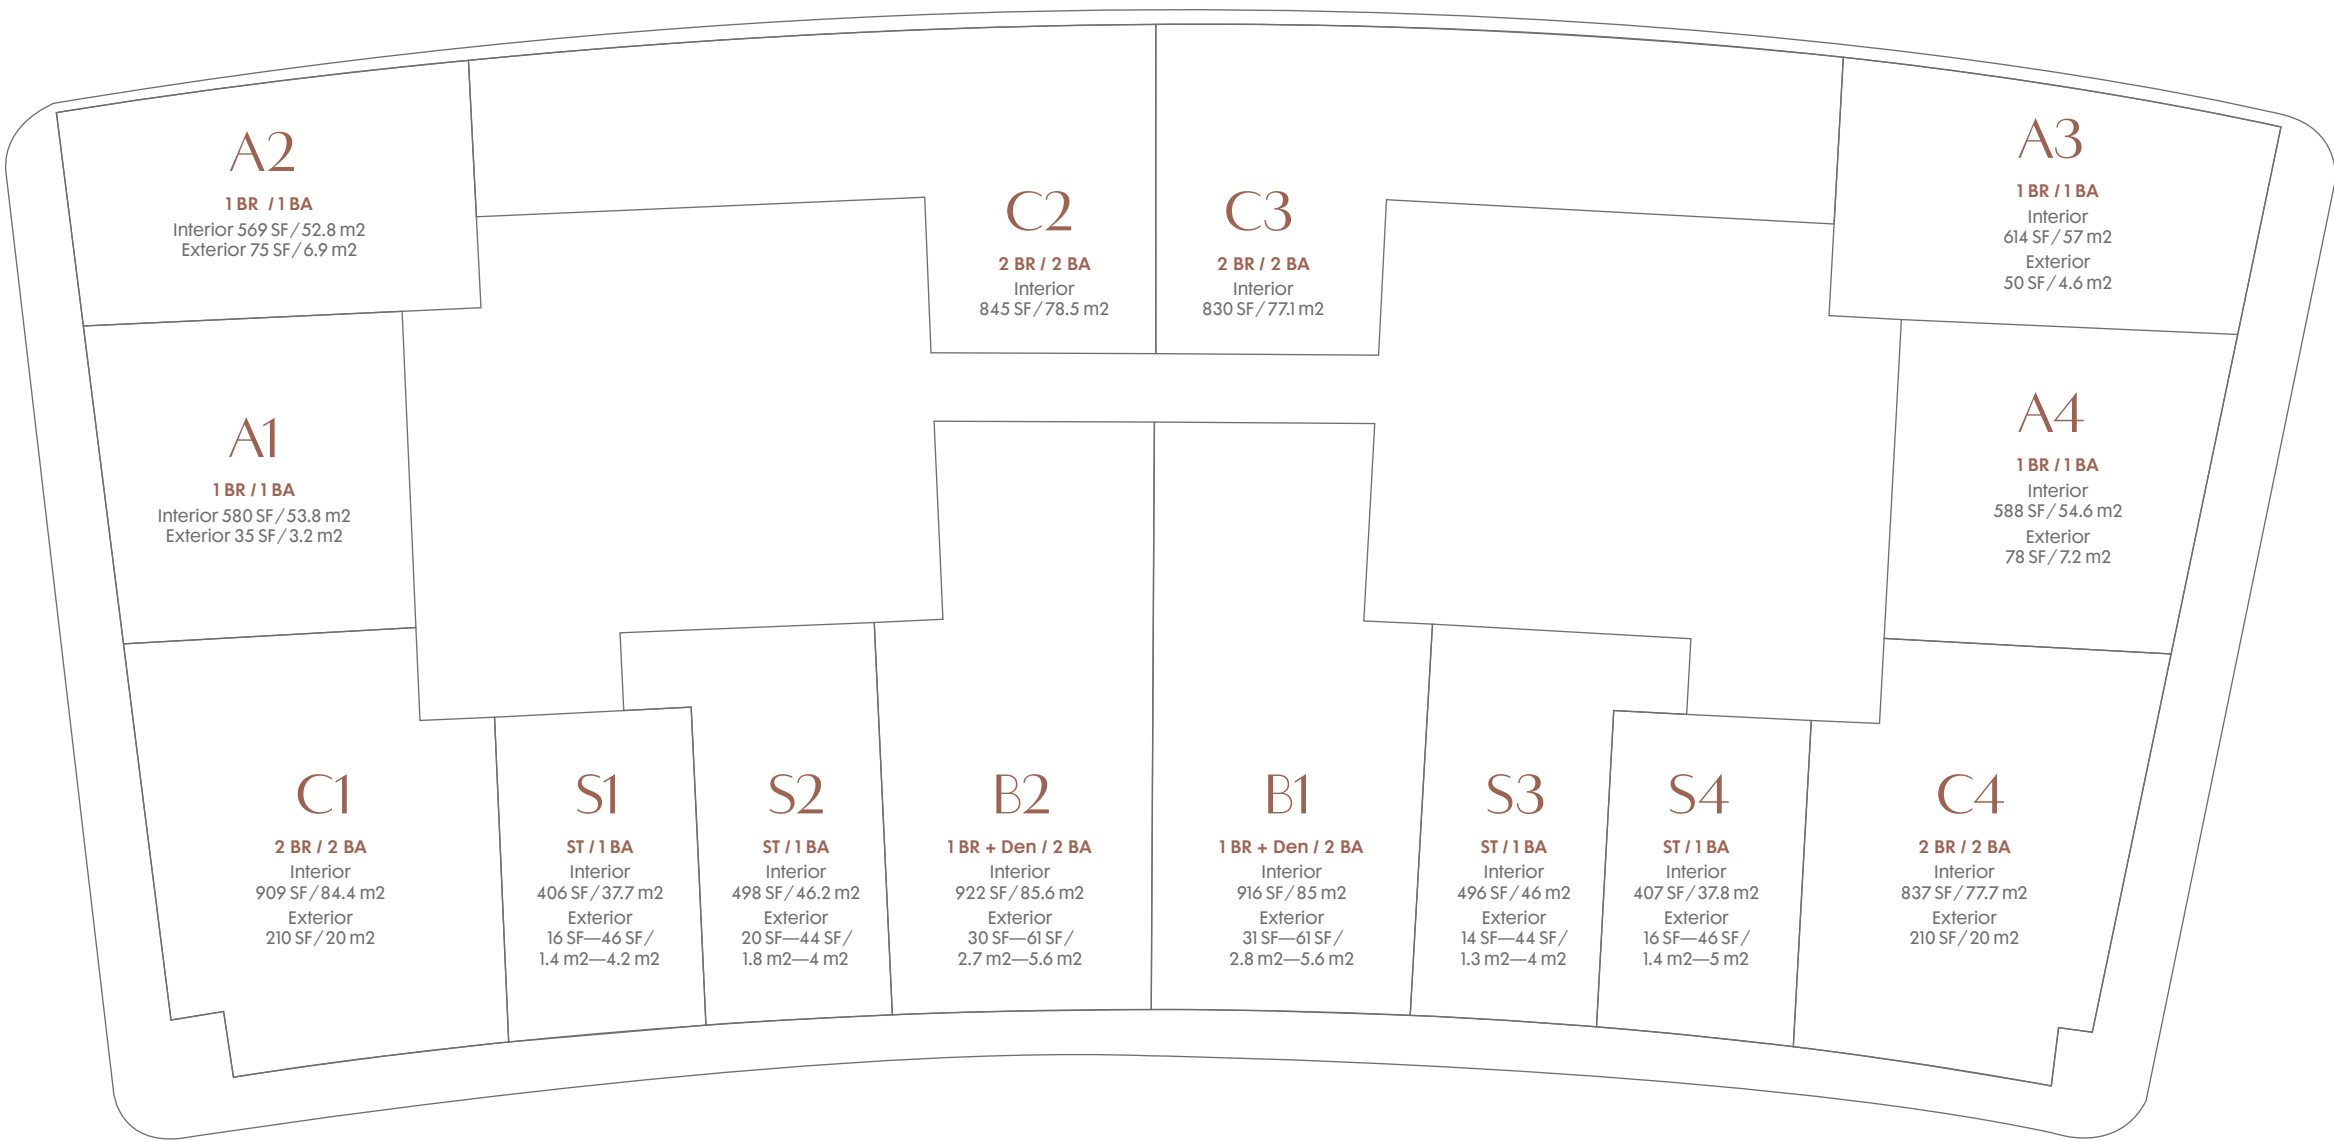 A2
1 BR / 1 BA
Interior 569 SF/52.8 m2
Exterior 75 SF/6.9 m2
C2
2 BR / 2 BA
Interior
845 SF/78.5 m2
C3
2 BR / 2 BA
Interior
830 SF/77.1 m2
A3
1 BR / 1 BA
Interior
614 SF/57 m2
Exterior
50 SF/4.6 m2
A1
1 BR / 1 BA
Interior 580 SF/53.8 m2
Exterior 35 SF/3.2 m2
A4
1 BR / 1 BA
Interior
588 SF/54.6 m2
Exterior
78 SF/7.2 m2
C1
2 BR / 2 BA
Interior
909 SF/84.4 m2
Exterior
210 SF/20 m2
S1
ST / 1 BA
Interior
406 SF/37.7 m2
Exterior
16 SF—46 SF/
1.4 m2—4.2 m2
S2
ST / 1 BA
Interior
498 SF/46.2 m2
Exterior
20 SF—44 SF/
1.8 m2—4 m2
B2
1 BR + Den / 2 BA
Interior
922 SF/85.6 m2
Exterior
30 SF—61 SF/
2.7 m2—5.6 m2
B1
1 BR + Den / 2 BA
Interior
916 SF/85 m2
Exterior
31 SF—61 SF/
2.8 m2—5.6 m2
S3
ST / 1 BA
Interior
496 SF/46 m2
Exterior
14 SF—44 SF/
1.3 m2—4 m2
S4
ST / 1 BA
Interior
407 SF/37.8 m2
Exterior
16 SF—46 SF/
1.4 m2—5 m2
C4
2 BR / 2 BA
Interior
837 SF/77.7 m2
Exterior
210 SF/20 m2